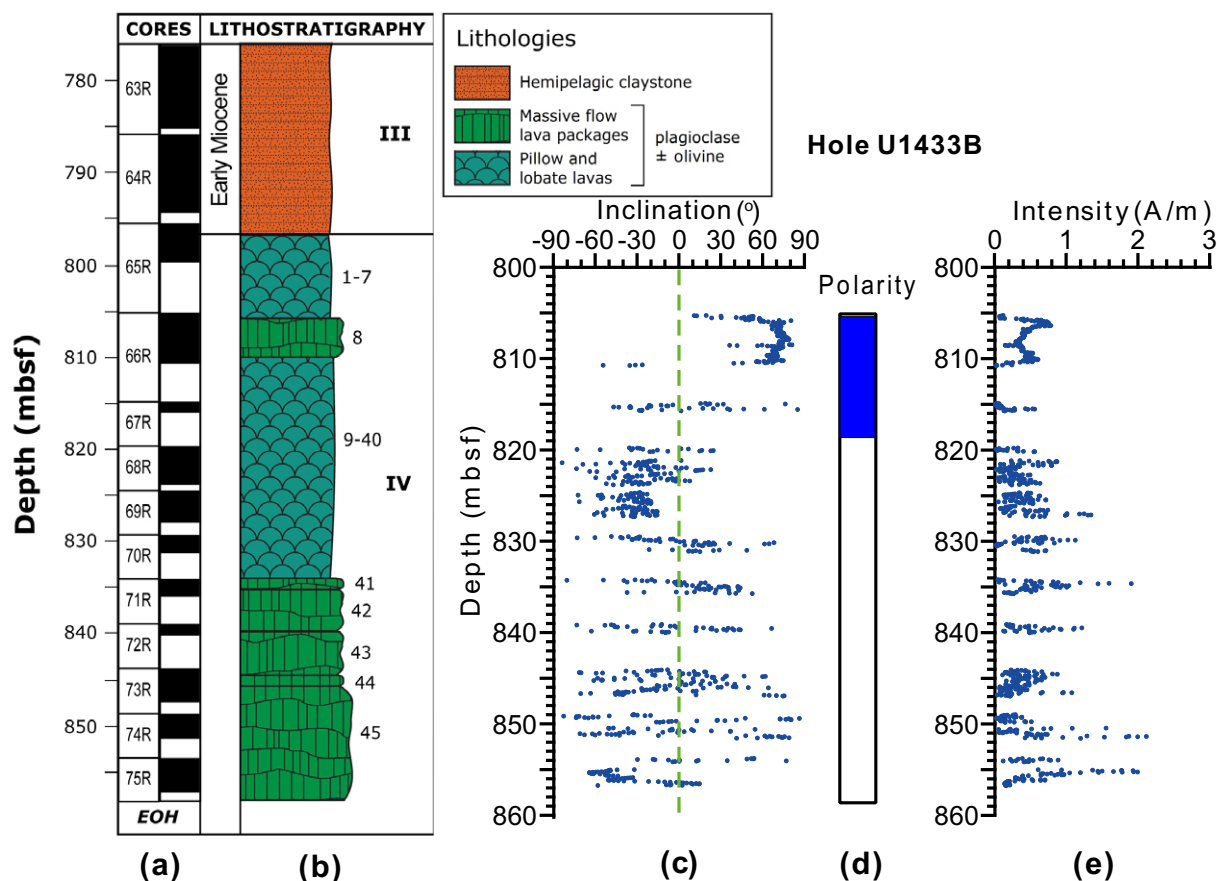 CORES LITHOSTRATIGRAPHY
Lithologies
Hemipelagic claystone
Massive flow
lava packages
Pillow and
lobate lavas
plagioclase
± olivine
Hole U1433B
Depth (mbsf)
780
790
800
810
820
830
840
850
63R
64R
65R
66R
67R
68R
69R
70R
71R
72R
73R
74R
75R
EOH
Early Miocene
III
IV
1-7
8
9-40
41
42
43
44
45
Inclination (o)
-90 -60 -30 0 30 60 90
Depth (mbsf)
800
810
820
830
840
850
860
Polarity
Intensity (A/m)
0 1 2 3
800
810
820
830
840
850
860
(a) (b) (c) (d) (e)